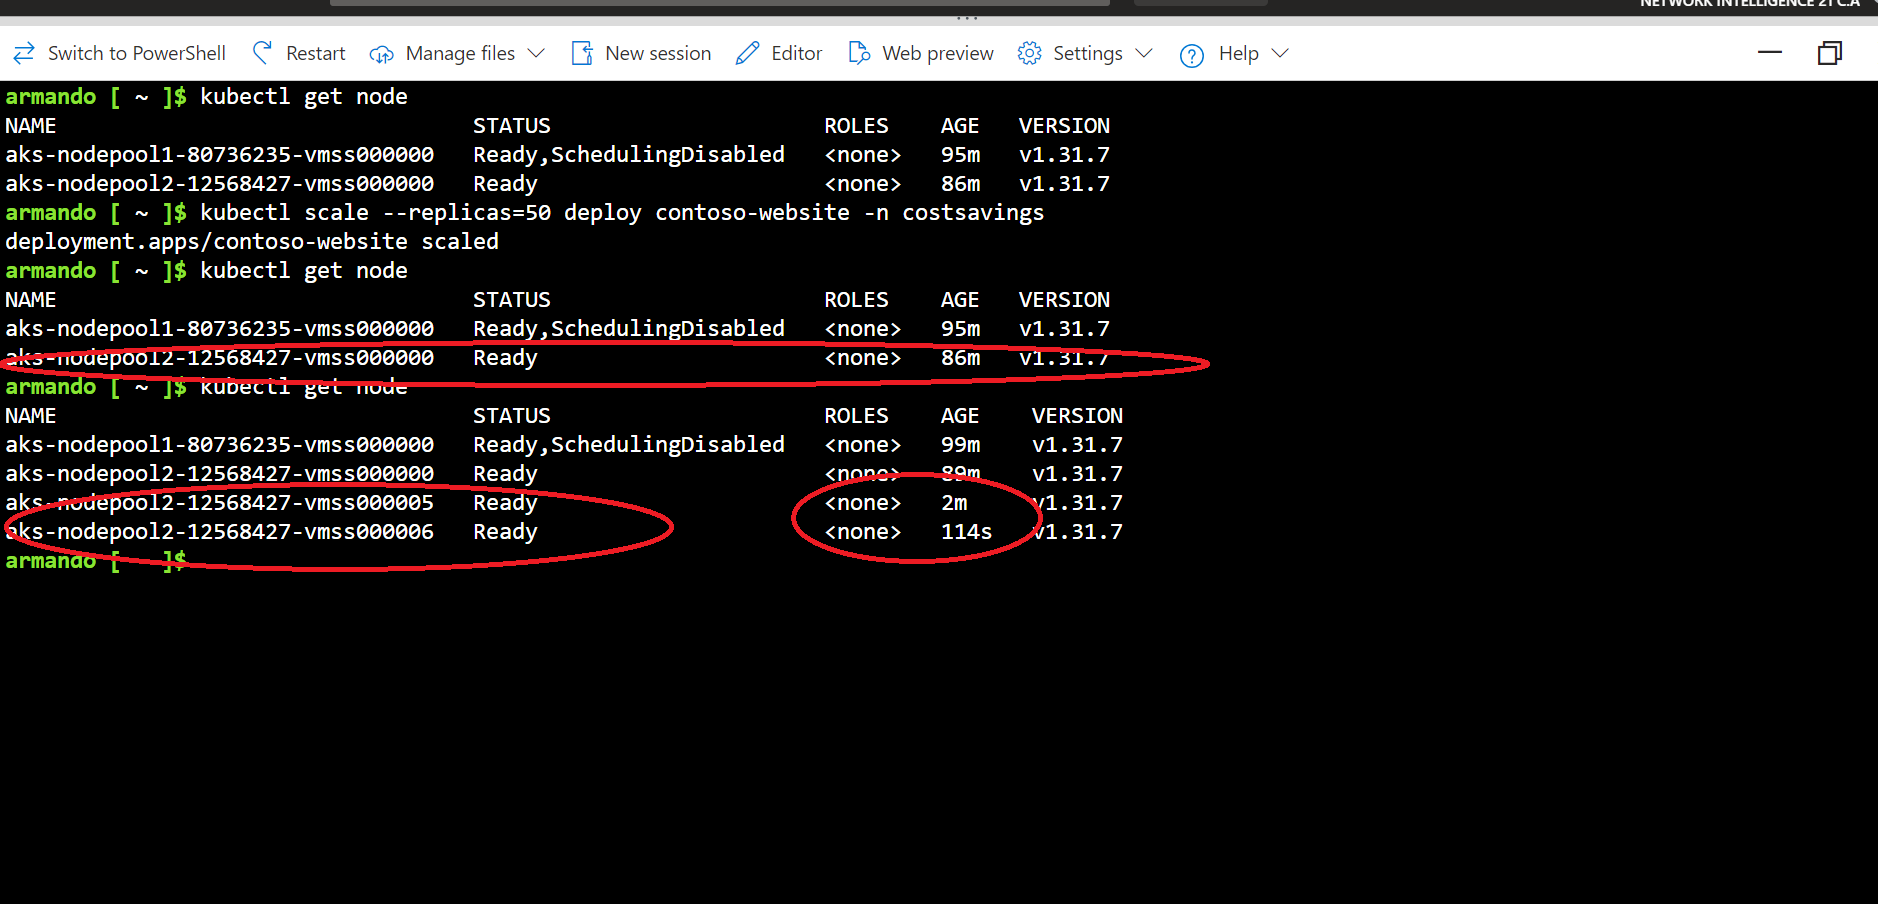 NETWORK INTELLIGENCE 21 C.A
Switch to PowerShell Restart Manage files New session Editor Web preview Settings Help
armando [ ~ ]$ kubectl get node
NAME STATUS ROLES AGE VERSION
aks-nodepool1-80736235-vmss000000 Ready,SchedulingDisabled <none> 95m v1.31.7
aks-nodepool2-12568427-vmss000000 Ready <none> 86m v1.31.7
armando [ ~ ]$ kubectl scale --replicas=50 deploy contoso-website -n costsavings
deployment.apps/contoso-website scaled
armando [ ~ ]$ kubectl get node
NAME STATUS ROLES AGE VERSION
aks-nodepool1-80736235-vmss000000 Ready,SchedulingDisabled <none> 95m v1.31.7
aks-nodepool2-12568427-vmss000000 Ready <none> 86m v1.31.7
armando [ ~ ]$ kubectl get node
NAME STATUS ROLES AGE VERSION
aks-nodepool1-80736235-vmss000000 Ready,SchedulingDisabled <none> 99m v1.31.7
aks-nodepool2-12568427-vmss000000 Ready <none> 89m v1.31.7
aks-nodepool2-12568427-vmss000005 Ready <none> 2m v1.31.7
aks-nodepool2-12568427-vmss000006 Ready <none> 114s v1.31.7
armando [ ]$